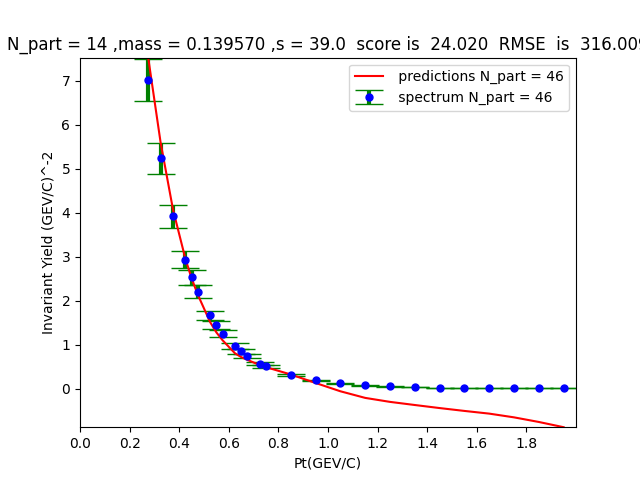 N_part = 14 ,mass = 0.139570 ,s = 39.0  score is  24.020  RMSE  is  316.009
predictions N_part = 46
spectrum N_part = 46
Invariant Yield (GEV/C)^-2
7
6
5
4
3
2
1
0
0.0 0.2 0.4 0.6 0.8 1.0 1.2 1.4 1.6 1.8
Pt(GEV/C)